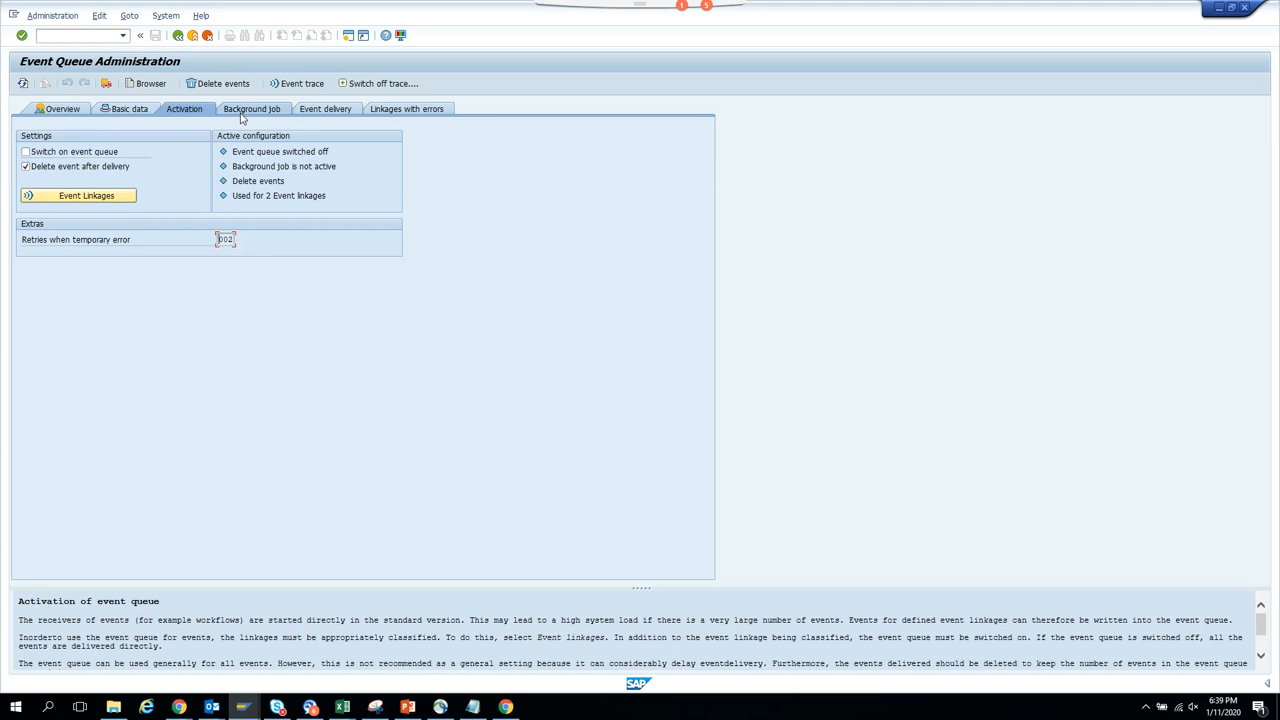 Administration Edit Goto System Help
Event Queue Administration
Browser Delete events Event trace Switch off trace....
Overview Basic data Activation Background job Event delivery Linkages with errors
Settings Active configuration
Switch on event queue Event queue switched off
Delete event after delivery Background job is not active
Delete events
Event Linkages Used for 2 Event linkages
Extras
Retries when temporary error 002
Activation of event queue
The receivers of events (for example workflows) are started directly in the standard version. This may lead to a high system load if there is a very large number of events. Events for defined event linkages can therefore be written into the event queue.
Inorderto use the event queue for events, the linkages must be appropriately classified. To do this, select Event linkages. In addition to the event linkage being classified, the event queue must be switched on. If the event queue is switched off, all the
events are delivered directly.
The event queue can be used generally for all events. However, this is not recommended as a general setting because it can considerably delay eventdelivery. Furthermore, the events delivered should be deleted to keep the number of events in the event queue
SAP
6:39 PM
1/11/2020
1 5
6
1